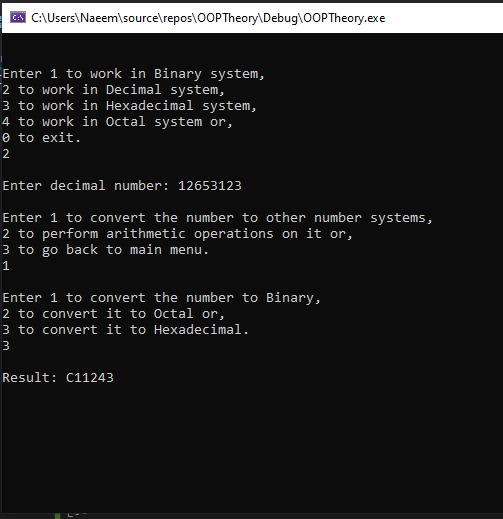 C:\Users\Naeem\source\repos\OOPTheory\Debug\OOPTheory.exe
Enter 1 to work in Binary system,
2 to work in Decimal system,
3 to work in Hexadecimal system,
4 to work in Octal system or,
0 to exit.
2
Enter decimal number: 12653123
Enter 1 to convert the number to other number systems,
2 to perform arithmetic operations on it or,
3 to go back to main menu.
1
Enter 1 to convert the number to Binary,
2 to convert it to Octal or,
3 to convert it to Hexadecimal.
3
Result: C11243